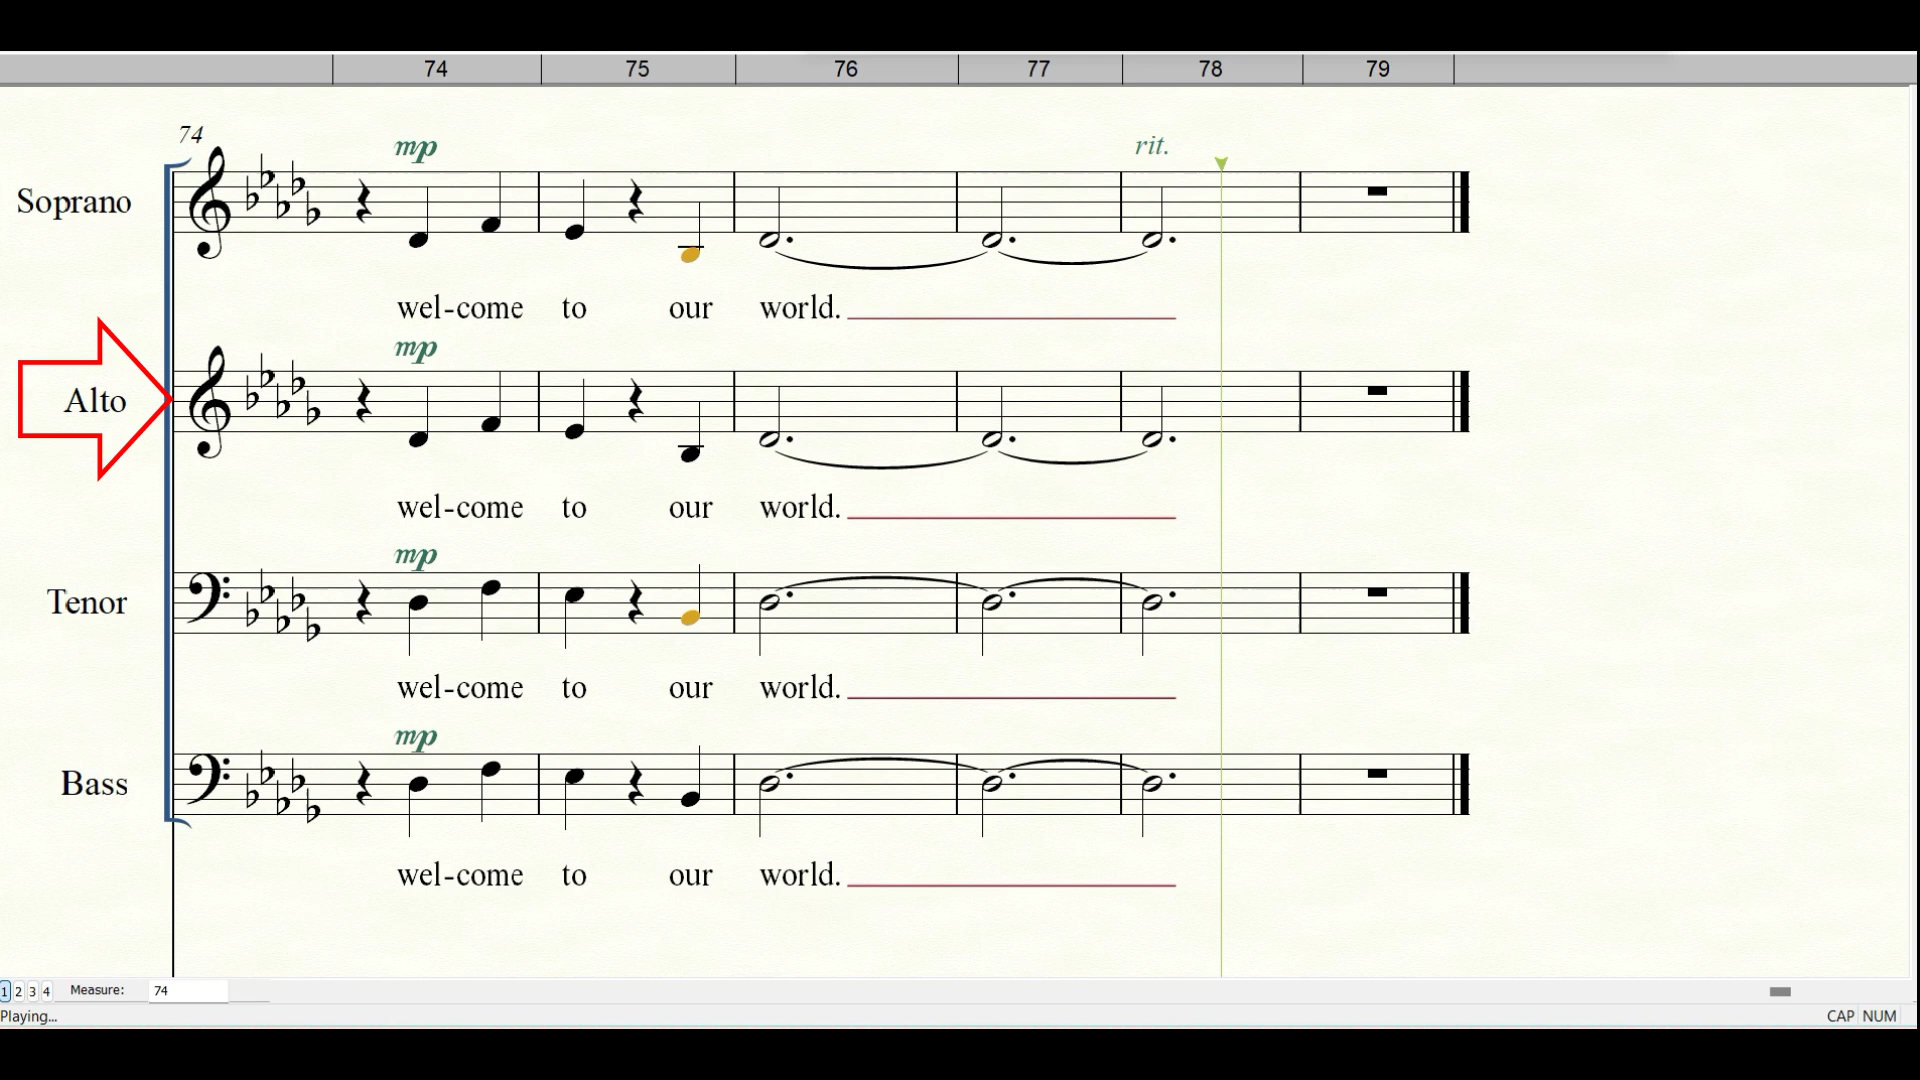 74 75 76 77 78 79
74
mp rit.
Soprano
wel-come to our world.
mp
Alto
wel-come to our world.
mp
Tenor
wel-come to our world.
mp
Bass
wel-come to our world.
1 2 3 4 Measure: 74
Playing... CAP NUM